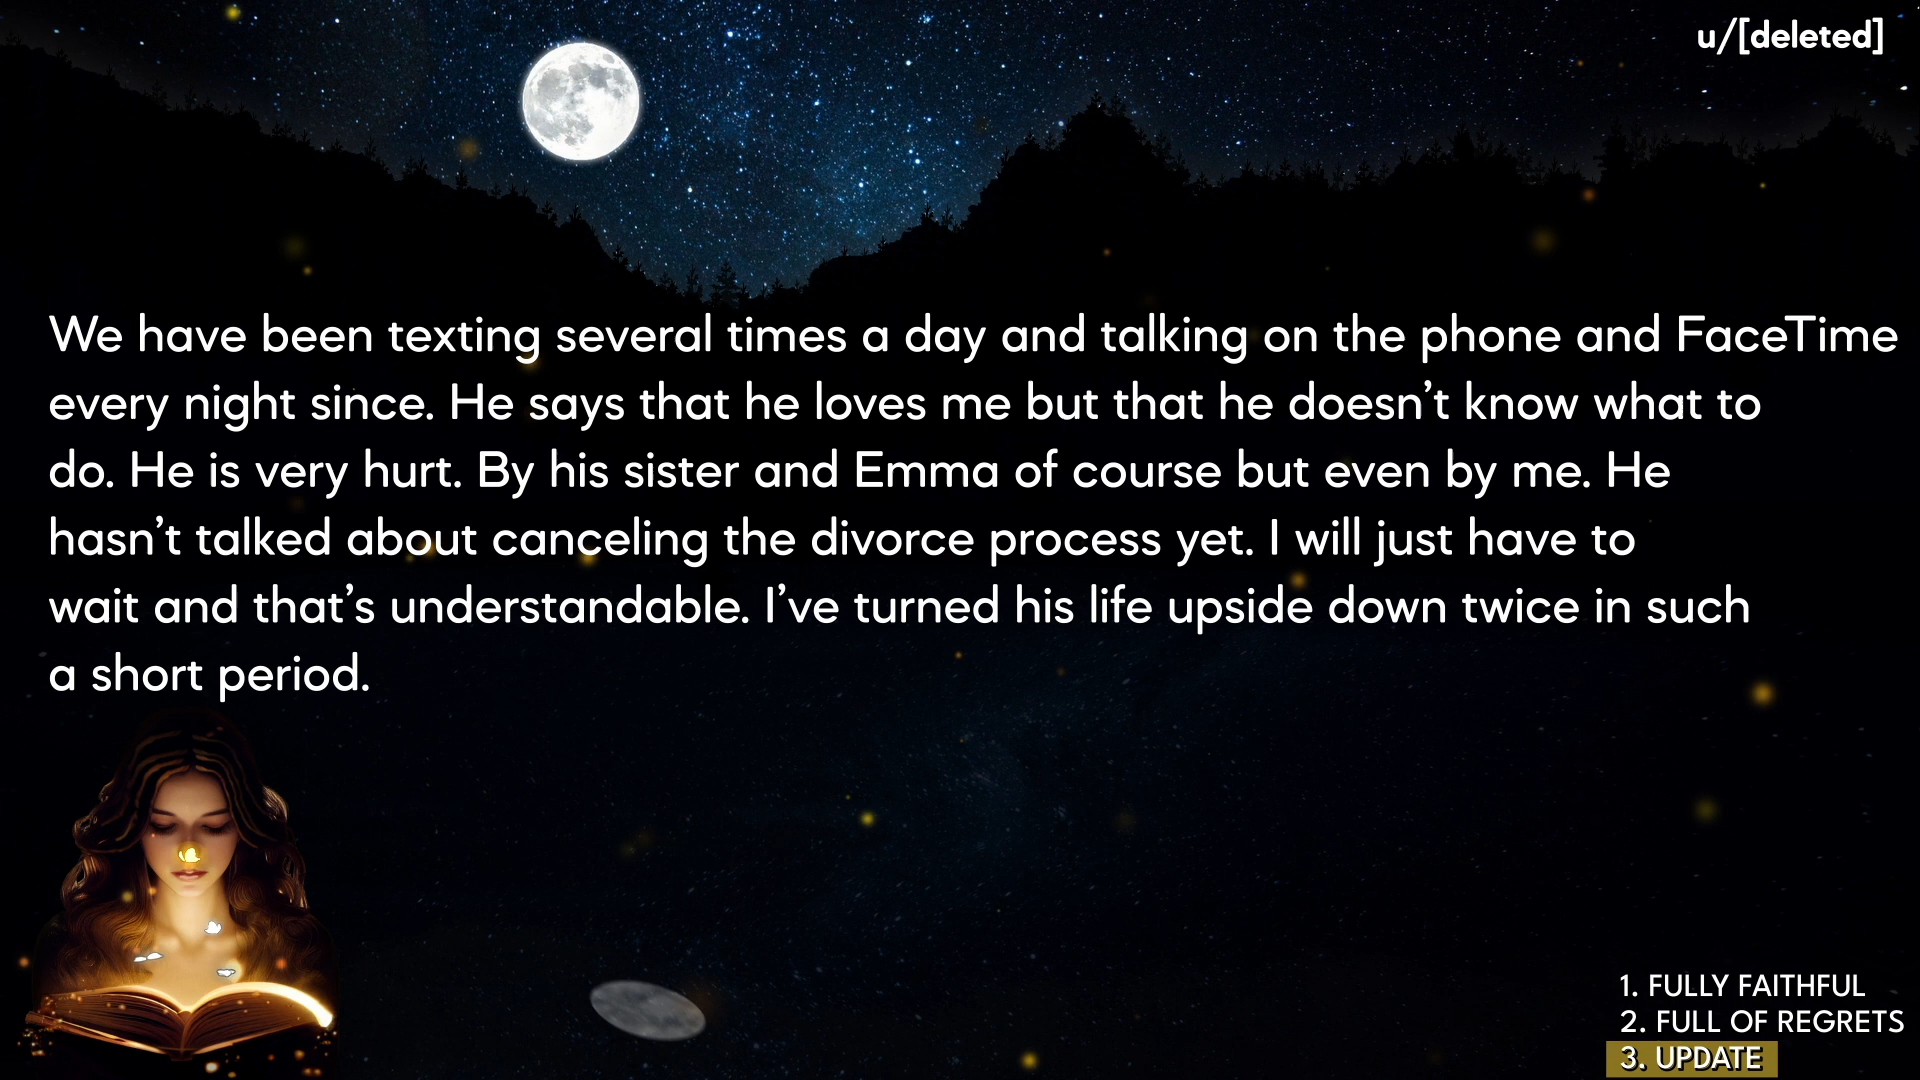 u/[deleted]
We have been texting several times a day and talking on the phone and FaceTime
every night since. He says that he loves me but that he doesn’t know what to
do. He is very hurt. By his sister and Emma of course but even by me. He
hasn’t talked about canceling the divorce process yet. I will just have to
wait and that’s understandable. I’ve turned his life upside down twice in such
a short period.
1. FULLY FAITHFUL
2. FULL OF REGRETS
3. UPDATE